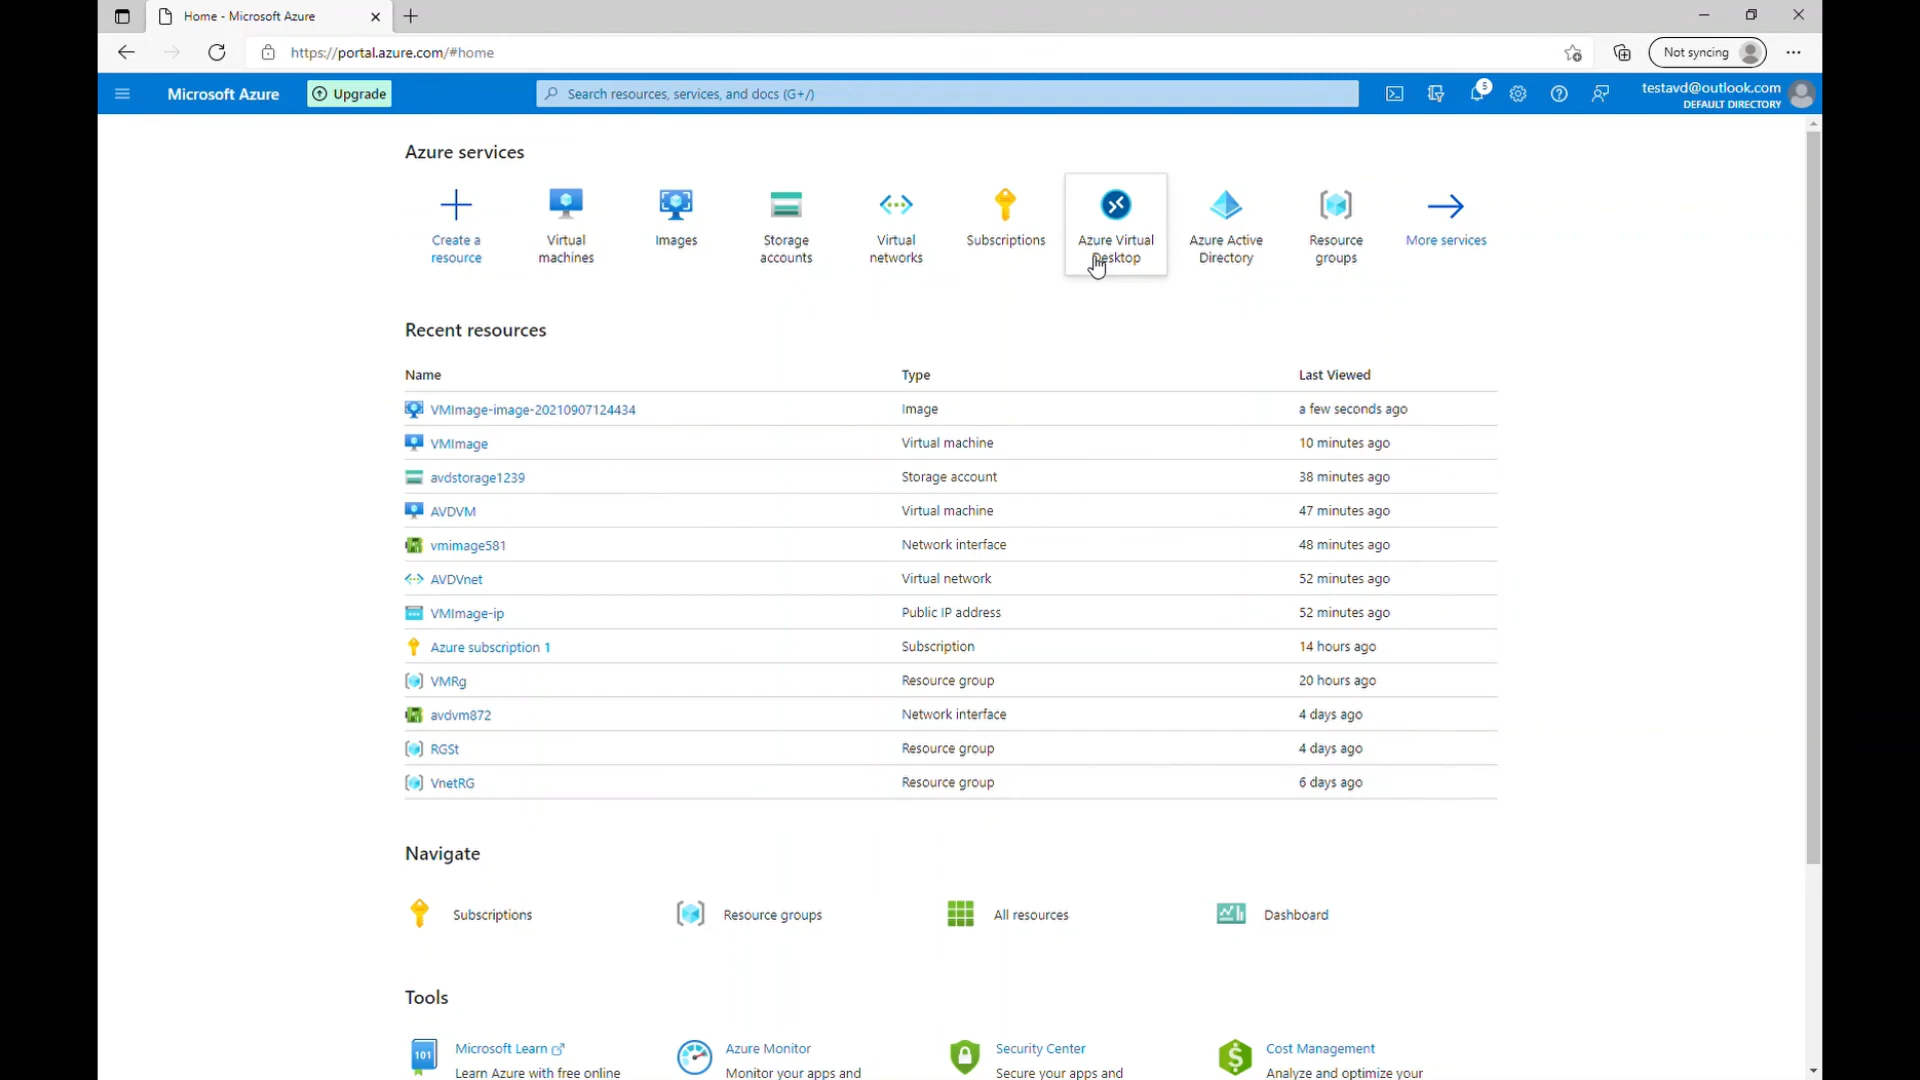 Home - Microsoft Azure
https://portal.azure.com/#home
Not syncing
Microsoft Azure
Upgrade
Search resources, services, and docs (G+/)
5
testavd@outlook.com
DEFAULT DIRECTORY
Azure services
Create a
resource
Virtual
machines
Images
Storage
accounts
Virtual
networks
Subscriptions
Azure Virtual
Desktop
Azure Active
Directory
Resource
groups
More services
Recent resources
Name Type Last Viewed
VMImage-image-20210907124434 Image a few seconds ago
VMImage Virtual machine 10 minutes ago
avdstorage1239 Storage account 38 minutes ago
AVDVM Virtual machine 47 minutes ago
vmimage581 Network interface 48 minutes ago
AVDVnet Virtual network 52 minutes ago
VMImage-ip Public IP address 52 minutes ago
Azure subscription 1 Subscription 14 hours ago
VMRg Resource group 20 hours ago
avdvm872 Network interface 4 days ago
RGSt Resource group 4 days ago
VnetRG Resource group 6 days ago
Navigate
Subscriptions Resource groups All resources Dashboard
Tools
101
Microsoft Learn
Learn Azure with free online
Azure Monitor
Monitor your apps and
Security Center
Secure your apps and
Cost Management
Analyze and optimize your